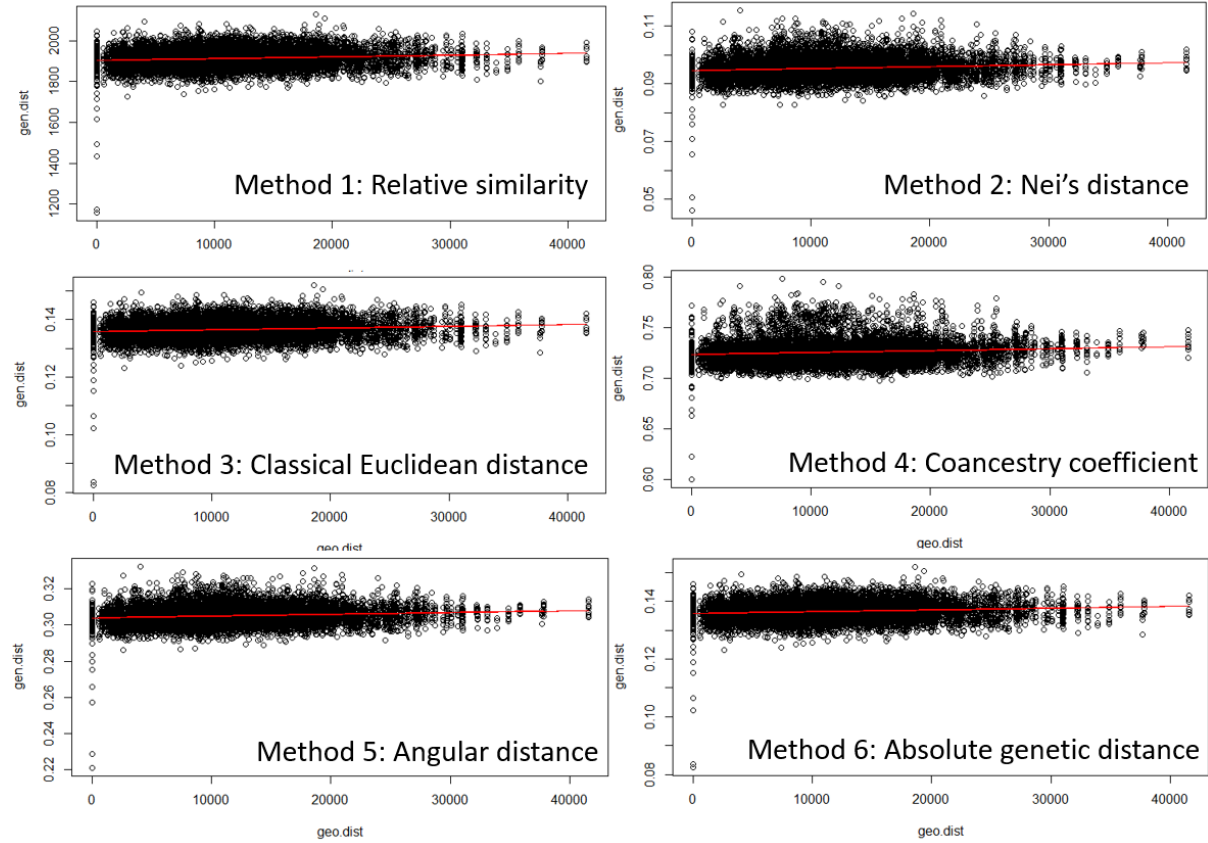 gen.dist
1200 1400 1600 1800 2000
Method 1: Relative similarity
0 10000 20000 30000 40000
gen.dist
0.05 0.07 0.09 0.11
Method 2: Nei's distance
0 10000 20000 30000 40000
gen.dist
0.08 0.10 0.12 0.14
Method 3: Classical Euclidean distance
0 10000 20000 30000 40000
geo.dist
gen.dist
0.60 0.65 0.70 0.75 0.80
Method 4: Coancestry coefficient
0 10000 20000 30000 40000
geo.dist
gen.dist
0.22 0.24 0.26 0.28 0.30 0.32
Method 5: Angular distance
0 10000 20000 30000 40000
geo.dist
gen.dist
0.08 0.10 0.12 0.14
Method 6: Absolute genetic distance
0 10000 20000 30000 40000
geo.dist